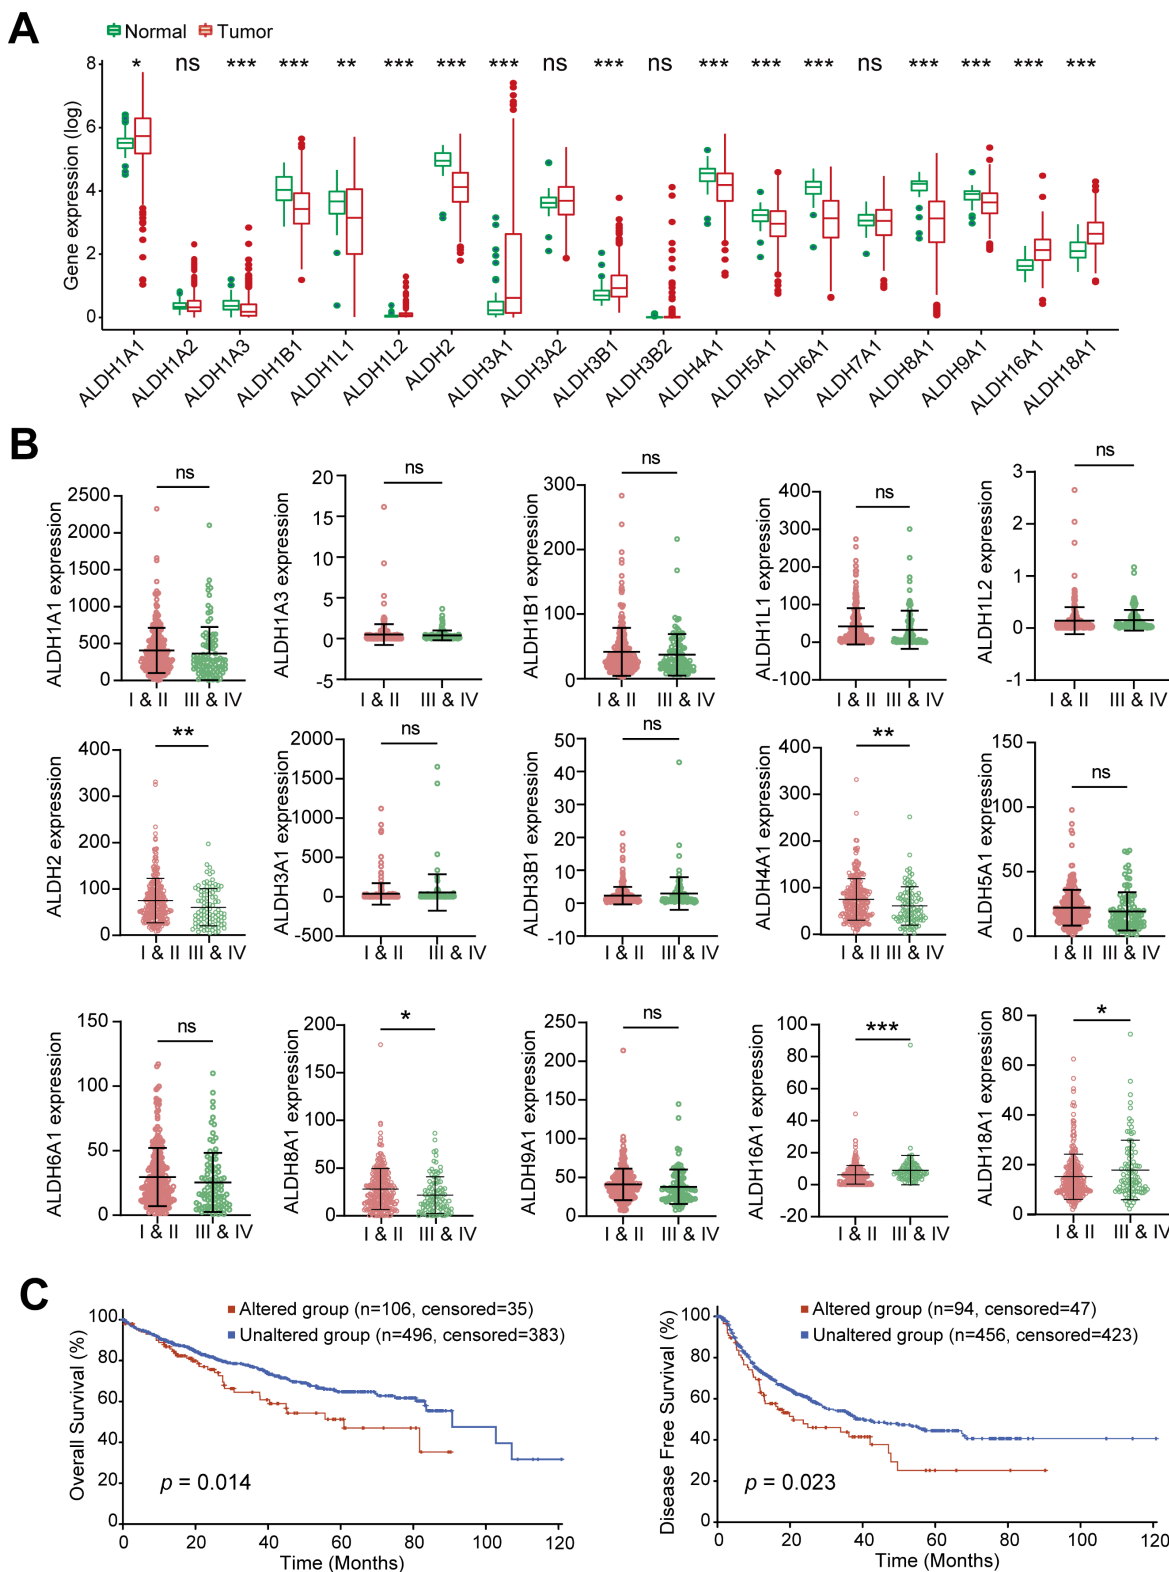 A
Normal Tumor
* ns *** *** ** *** *** *** ns *** ns *** *** *** ns *** *** *** ***
Gene expression (log)
8
6
4
2
0
ALDH1A1 ALDH1A2 ALDH1A3 ALDH1B1 ALDH1L1 ALDH1L2 ALDH2 ALDH3A1 ALDH3A2 ALDH3B1 ALDH3B2 ALDH4A1 ALDH5A1 ALDH6A1 ALDH7A1 ALDH8A1 ALDH9A1 ALDH16A1 ALDH18A1
B
ns
ALDH1A1 expression
2500
2000
1500
1000
500
0
I & II III & IV
ns
ALDH1A3 expression
20
15
10
5
0
-5
I & II III & IV
ns
ALDH1B1 expression
300
200
100
0
I & II III & IV
ns
ALDH1L1 expression
400
300
200
100
0
-100
I & II III & IV
ns
ALDH1L2 expression
3
2
1
0
-1
I & II III & IV
**
ALDH2 expression
400
300
200
100
0
I & II III & IV
ns
ALDH3A1 expression
2000
1500
1000
500
0
-500
I & II III & IV
ns
ALDH3B1 expression
50
40
30
20
10
0
-10
I & II III & IV
**
ALDH4A1 expression
400
300
200
100
0
I & II III & IV
ns
ALDH5A1 expression
150
100
50
0
I & II III & IV
ns
ALDH6A1 expression
150
100
50
0
I & II III & IV
*
ALDH8A1 expression
200
150
100
50
0
I & II III & IV
ns
ALDH9A1 expression
250
200
150
100
50
0
I & II III & IV
***
ALDH16A1 expression
100
80
60
40
20
0
-20
I & II III & IV
*
ALDH18A1 expression
80
60
40
20
0
I & II III & IV
C
Altered group (n=106, censored=35)
Unaltered group (n=496, censored=383)
Overall Survival (%)
100
80
60
40
20
0
p = 0.014
0 20 40 60 80 100 120
Time (Months)
Altered group (n=94, censored=47)
Unaltered group (n=456, censored=423)
Disease Free Survival (%)
100
80
60
40
20
0
p = 0.023
0 20 40 60 80 100 120
Time (Months)